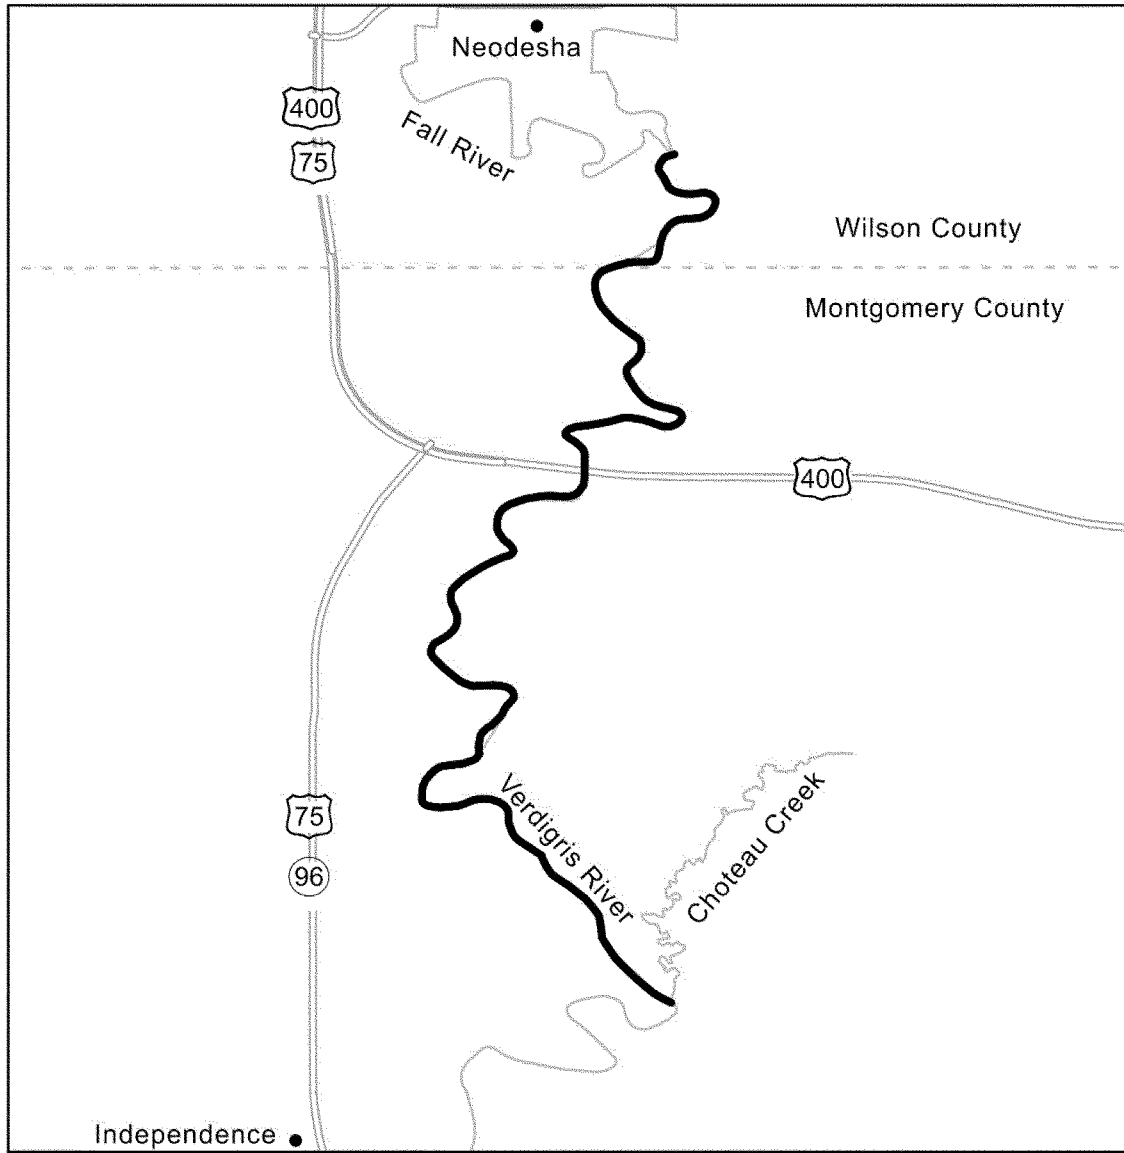 Neodesha
400
Fall River
75
Wilson County
Montgomery County
400
75
Verdigris River
Choteau Creek
96
Independence